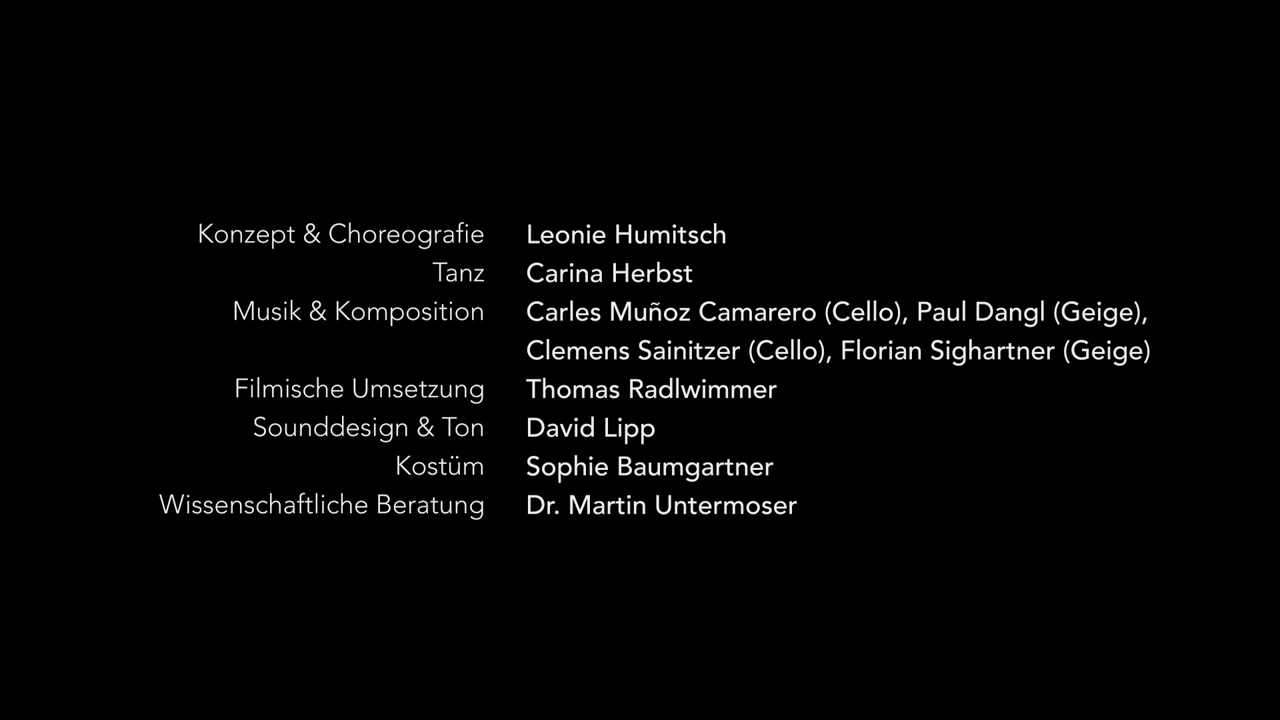 Konzept & Choreografie Leonie Humitsch
Tanz Carina Herbst
Musik & Komposition Carles Muñoz Camarero (Cello), Paul Dangl (Geige),
Clemens Sainitzer (Cello), Florian Sighartner (Geige)
Filmische Umsetzung Thomas Radlwimmer
Sounddesign & Ton David Lipp
Kostüm Sophie Baumgartner
Wissenschaftliche Beratung Dr. Martin Untermoser